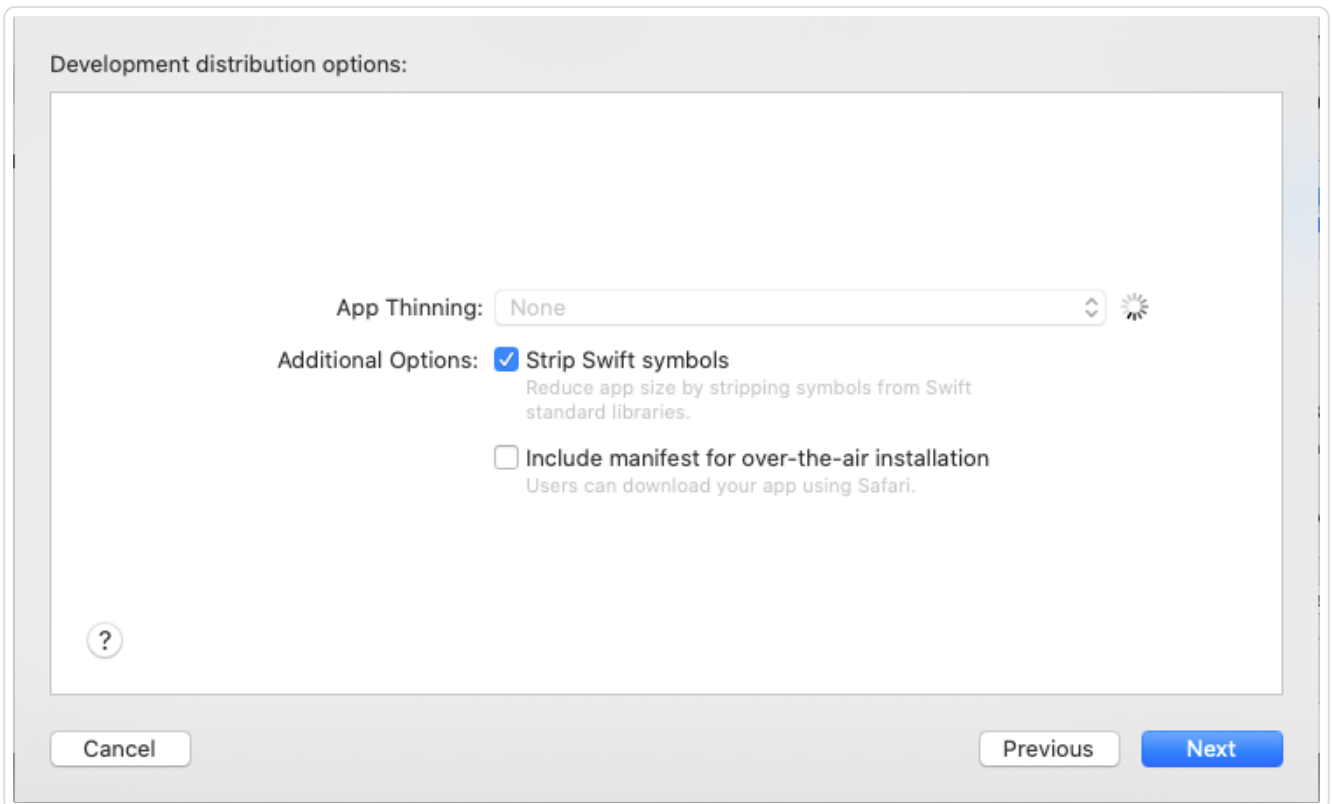 Development distribution options:
App Thinning: None
Additional Options: Strip Swift symbols
Reduce app size by stripping symbols from Swift
standard libraries.
Include manifest for over-the-air installation
Users can download your app using Safari.
?
Cancel Previous Next